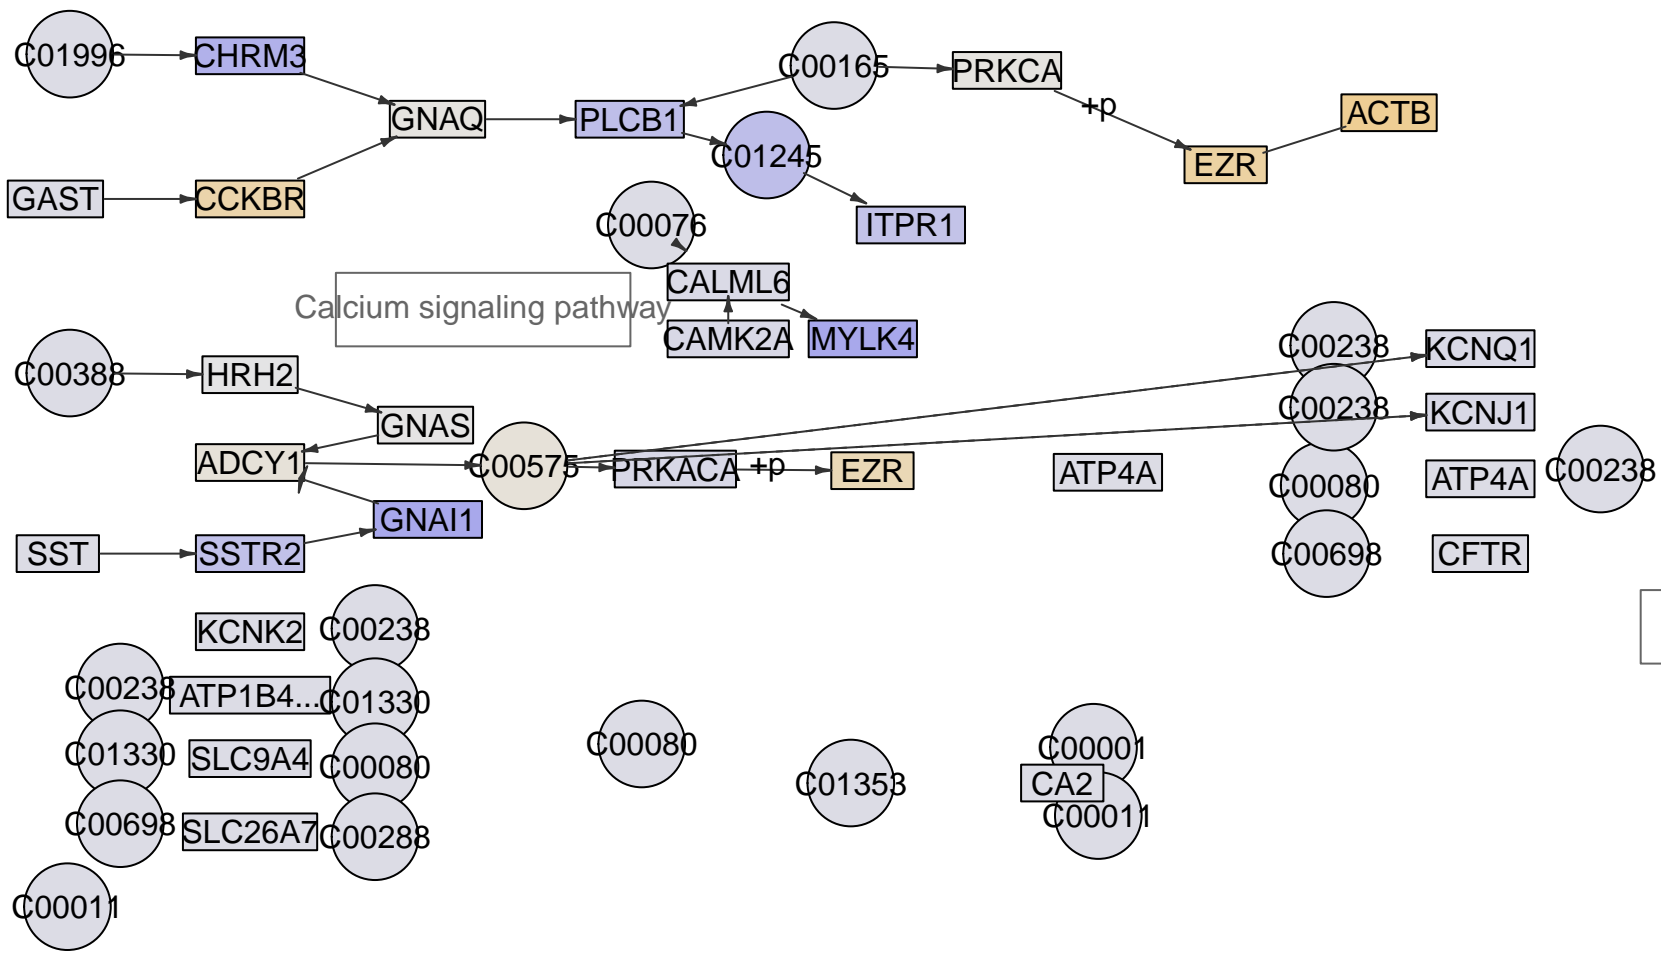 C01996
CHRM3
C00165
PRKCA
GNAQ
PLCB1
+p
ACTB
C01245
EZR
GAST
CCKBR
C00076
ITPR1
CALML6
Calcium signaling pathway
CAMK2A
MYLK4
C00238
KCNQ1
C00388
HRH2
C00238
KCNJ1
GNAS
ADCY1
C00575
PRKACA
+p
EZR
ATP4A
C00080
ATP4A
C00238
GNAI1
SST
SSTR2
C00698
CFTR
KCNK2
C00238
C00238
ATP1B4...
C01330
C01330
SLC9A4
C00080
C00080
C01353
C00001
CA2
C00011
C00698
SLC26A7
C00288
C00011